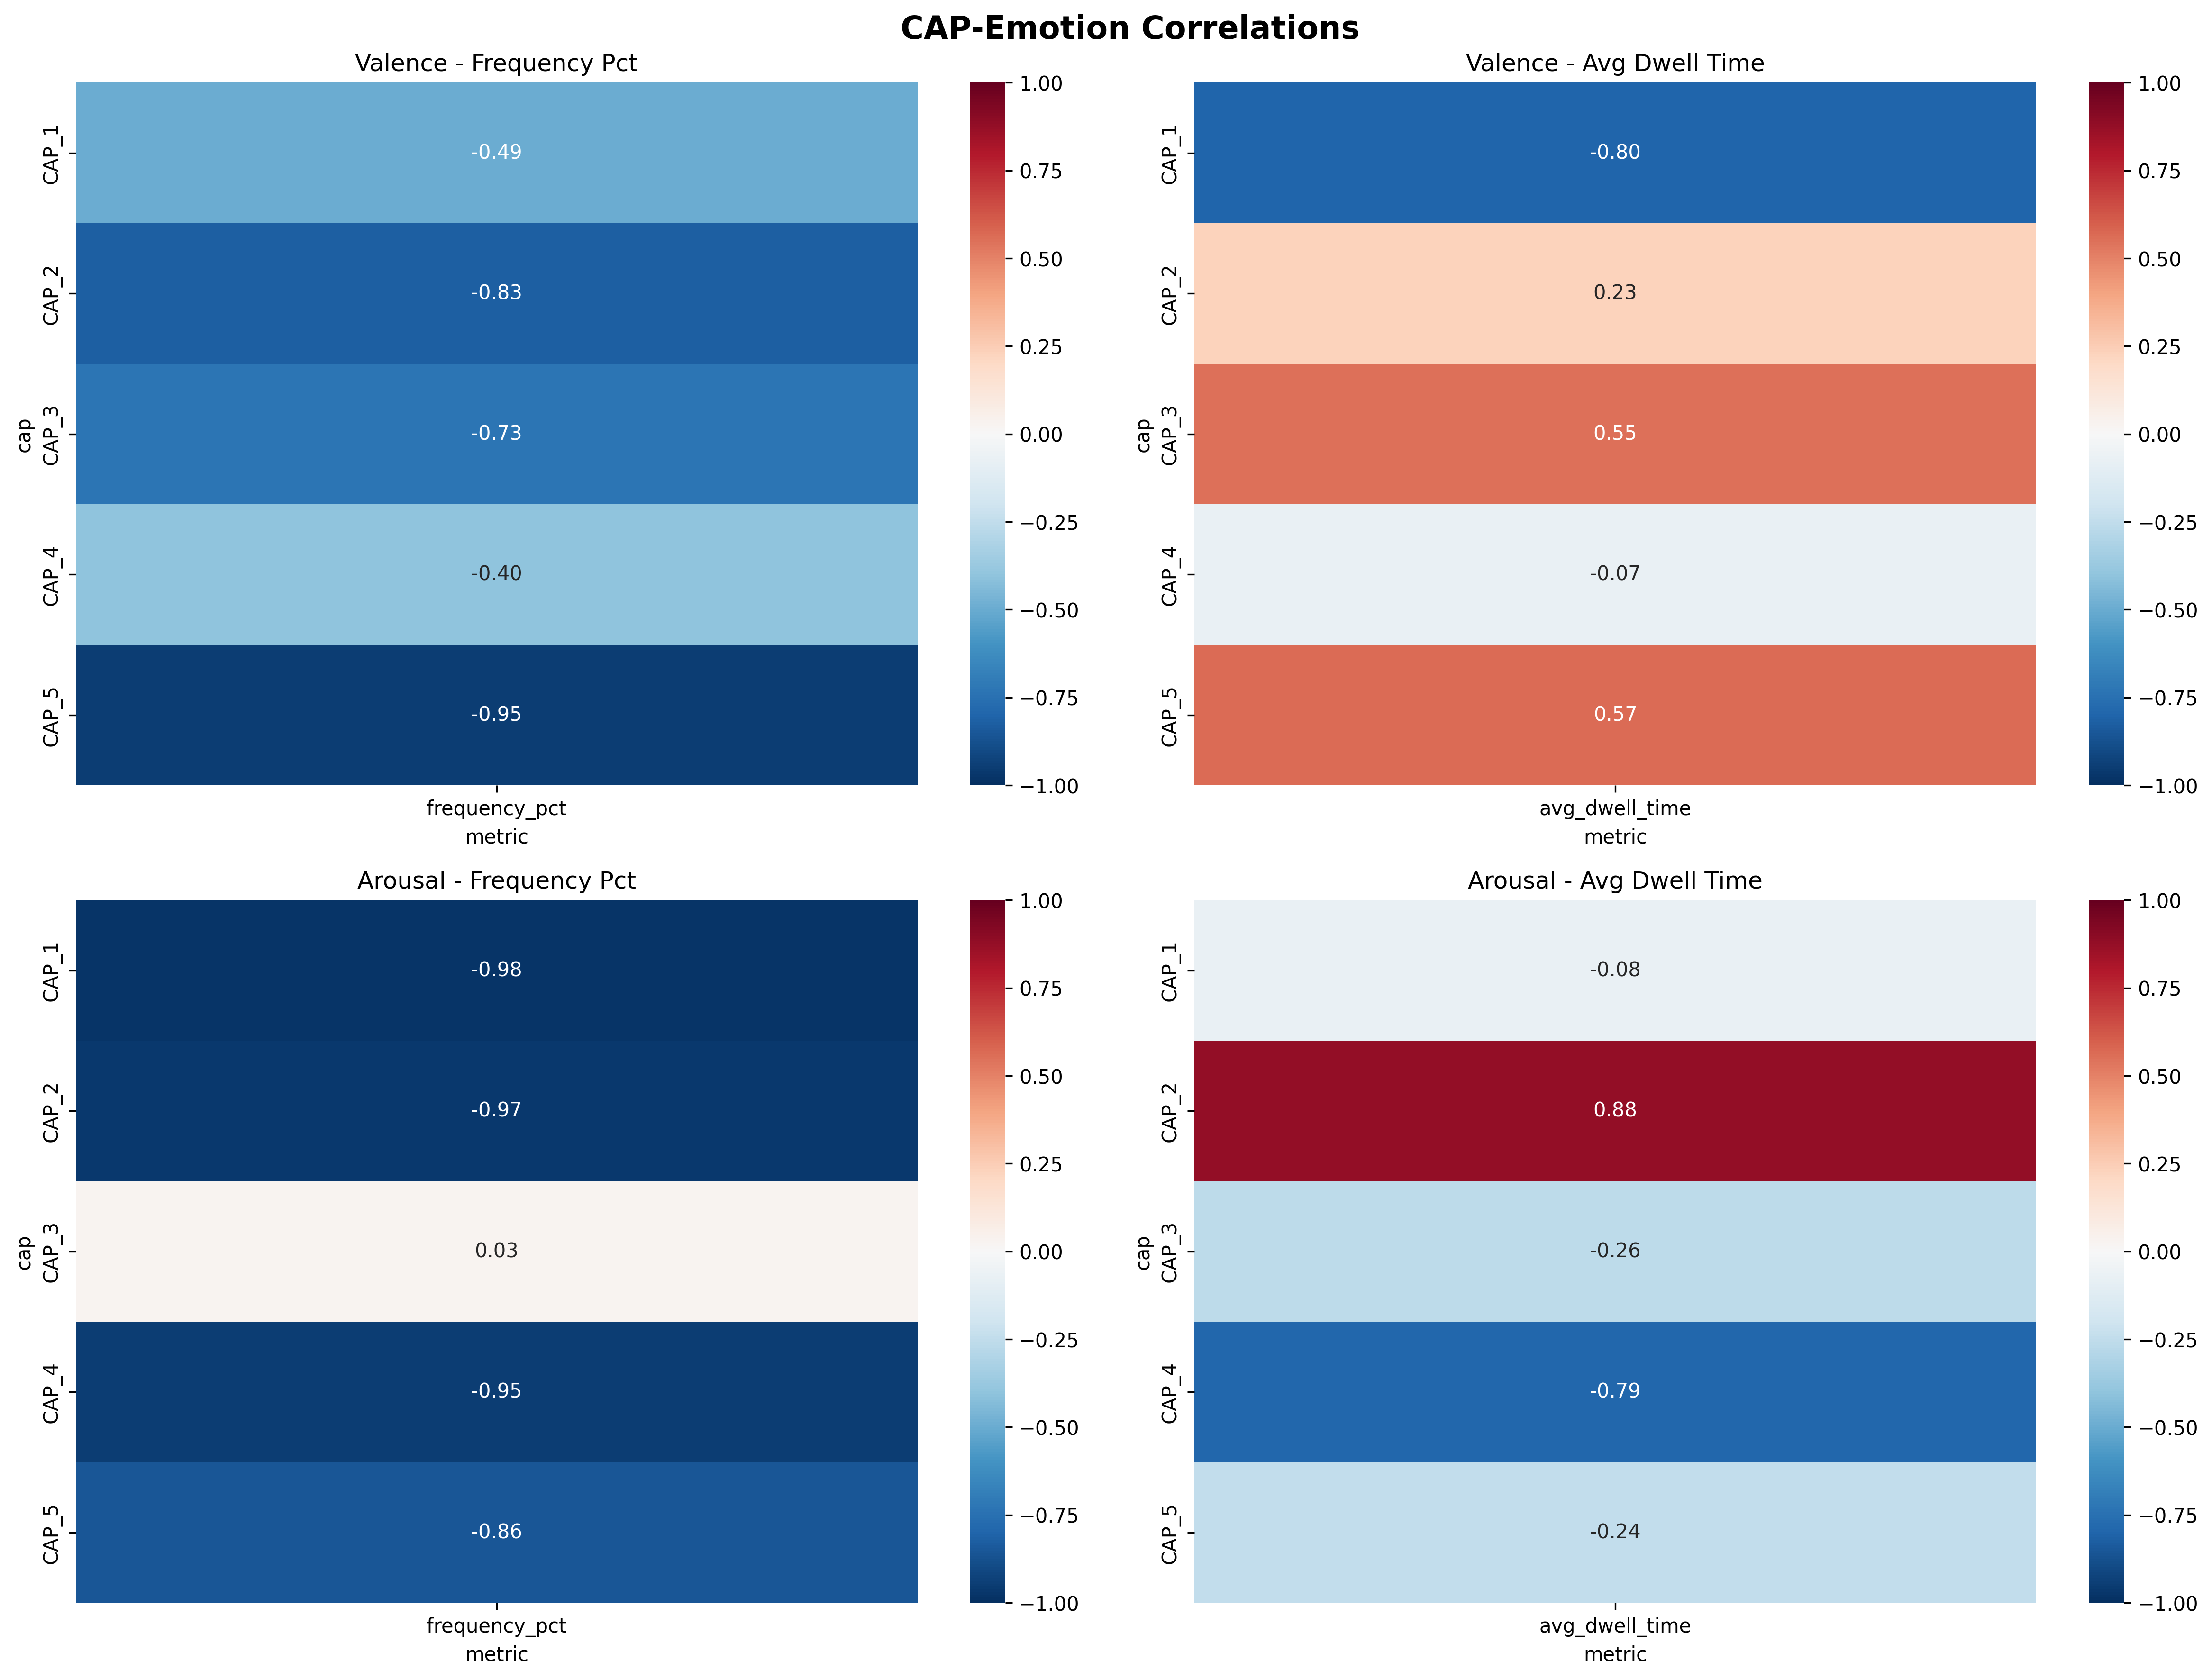 CAP-Emotion Correlations
Valence - Frequency Pct
CAP_1
CAP_2
CAP_3
CAP_4
CAP_5
cap
-0.49
-0.83
-0.73
-0.40
-0.95
frequency_pct
metric
1.00
0.75
0.50
0.25
0.00
−0.25
−0.50
−0.75
−1.00
Valence - Avg Dwell Time
CAP_1
CAP_2
CAP_3
CAP_4
CAP_5
cap
-0.80
0.23
0.55
-0.07
0.57
avg_dwell_time
metric
1.00
0.75
0.50
0.25
0.00
−0.25
−0.50
−0.75
−1.00
Arousal - Frequency Pct
CAP_1
CAP_2
CAP_3
CAP_4
CAP_5
cap
-0.98
-0.97
0.03
-0.95
-0.86
frequency_pct
metric
1.00
0.75
0.50
0.25
0.00
−0.25
−0.50
−0.75
−1.00
Arousal - Avg Dwell Time
CAP_1
CAP_2
CAP_3
CAP_4
CAP_5
cap
-0.08
0.88
-0.26
-0.79
-0.24
avg_dwell_time
metric
1.00
0.75
0.50
0.25
0.00
−0.25
−0.50
−0.75
−1.00